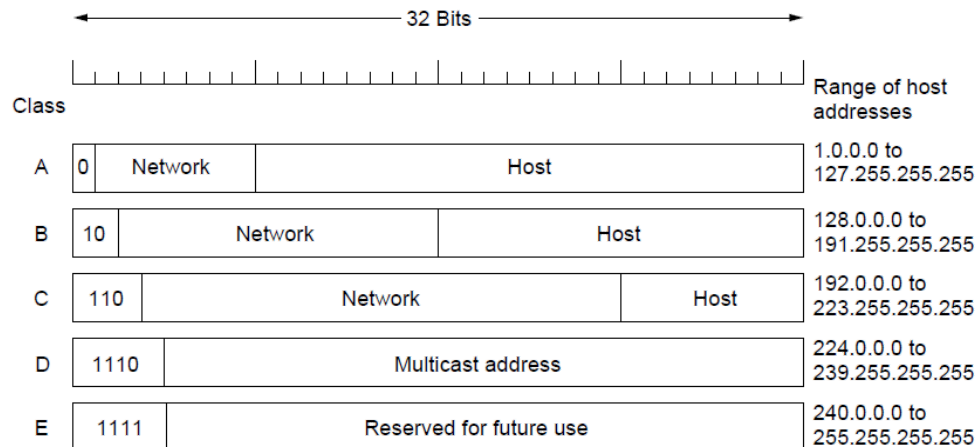 32 Bits
Class
Range of host
addresses
A 0 Network Host 1.0.0.0 to
127.255.255.255
B 10 Network Host 128.0.0.0 to
191.255.255.255
C 110 Network Host 192.0.0.0 to
223.255.255.255
D 1110 Multicast address 224.0.0.0 to
239.255.255.255
E 1111 Reserved for future use 240.0.0.0 to
255.255.255.255